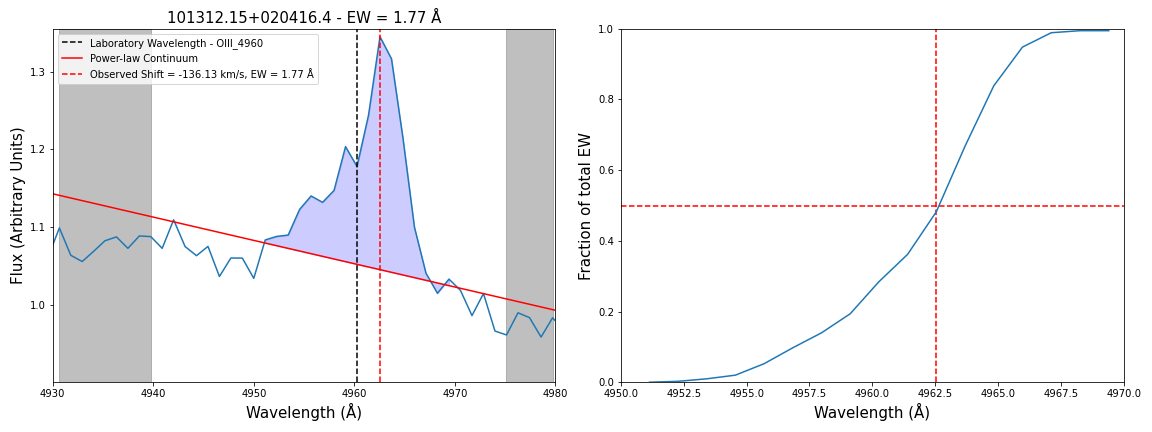 101312.15+020416.4 - EW = 1.77 Å
Laboratory Wavelength - OIII_4960
Power-law Continuum
Observed Shift = -136.13 km/s, EW = 1.77 Å
Flux (Arbitrary Units)
1.3
1.2
1.1
1.0
4930 4940 4950 4960 4970 4980
Wavelength (Å)
Fraction of total EW
1.0
0.8
0.6
0.4
0.2
0.0
4950.0 4952.5 4955.0 4957.5 4960.0 4962.5 4965.0 4967.5 4970.0
Wavelength (Å)